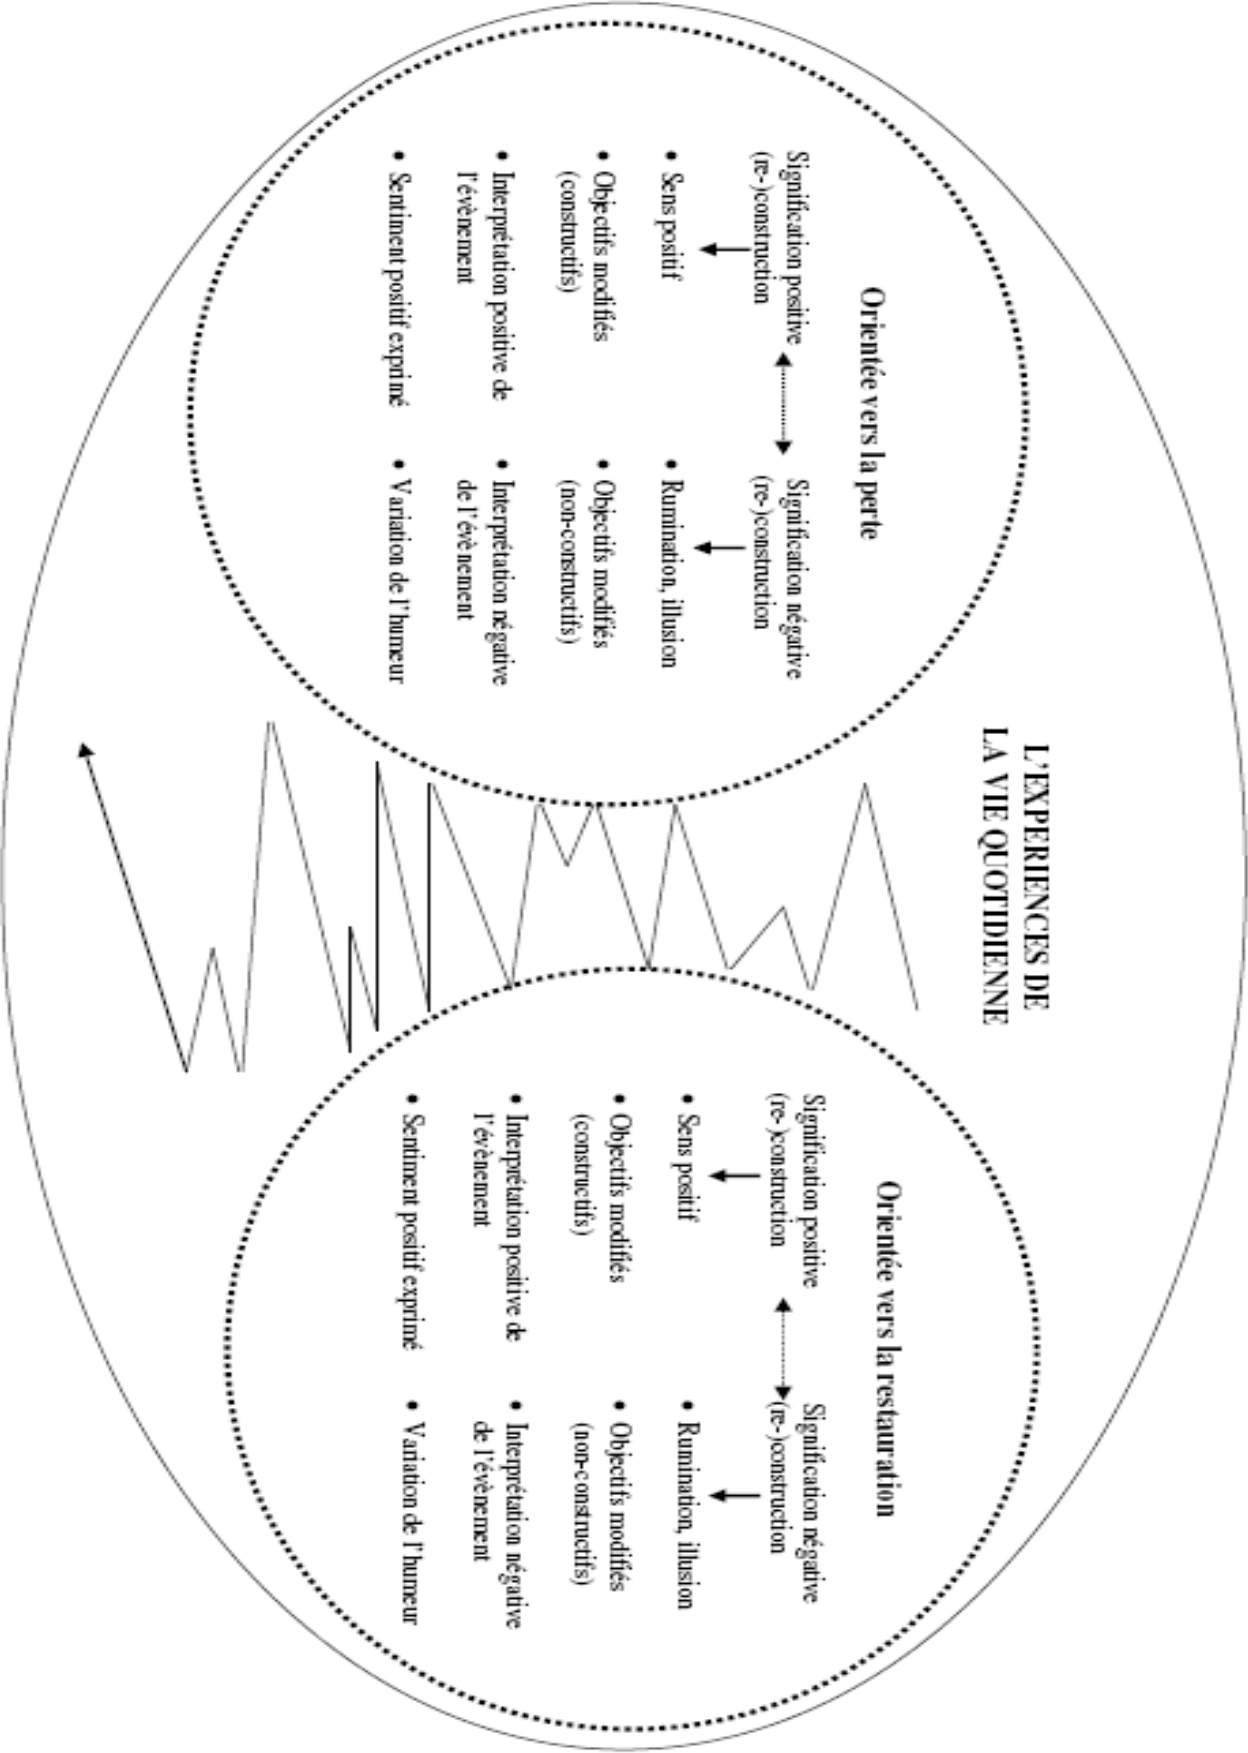 L'EXPERIENCES DE
LA VIE QUOTIDIENNE
Orientée vers la perte
Signification positive
(re-)construction
• Sens positif
• Objectifs modifiés
(constructifs)
• Interprétation positive de
l'évènement
• Sentiment positif exprimé
Signification négative
(re-)construction
• Rumination, illusion
• Objectifs modifiés
(non-constructifs)
• Interprétation négative
de l'évènement
• Variation de l'humeur
Orientée vers la restauration
Signification positive
(re-)construction
• Sens positif
• Objectifs modifiés
(constructifs)
• Interprétation positive de
l'évènement
• Sentiment positif exprimé
Signification négative
(re-)construction
• Rumination, illusion
• Objectifs modifiés
(non-constructifs)
• Interprétation négative
de l'évènement
• Variation de l'humeur